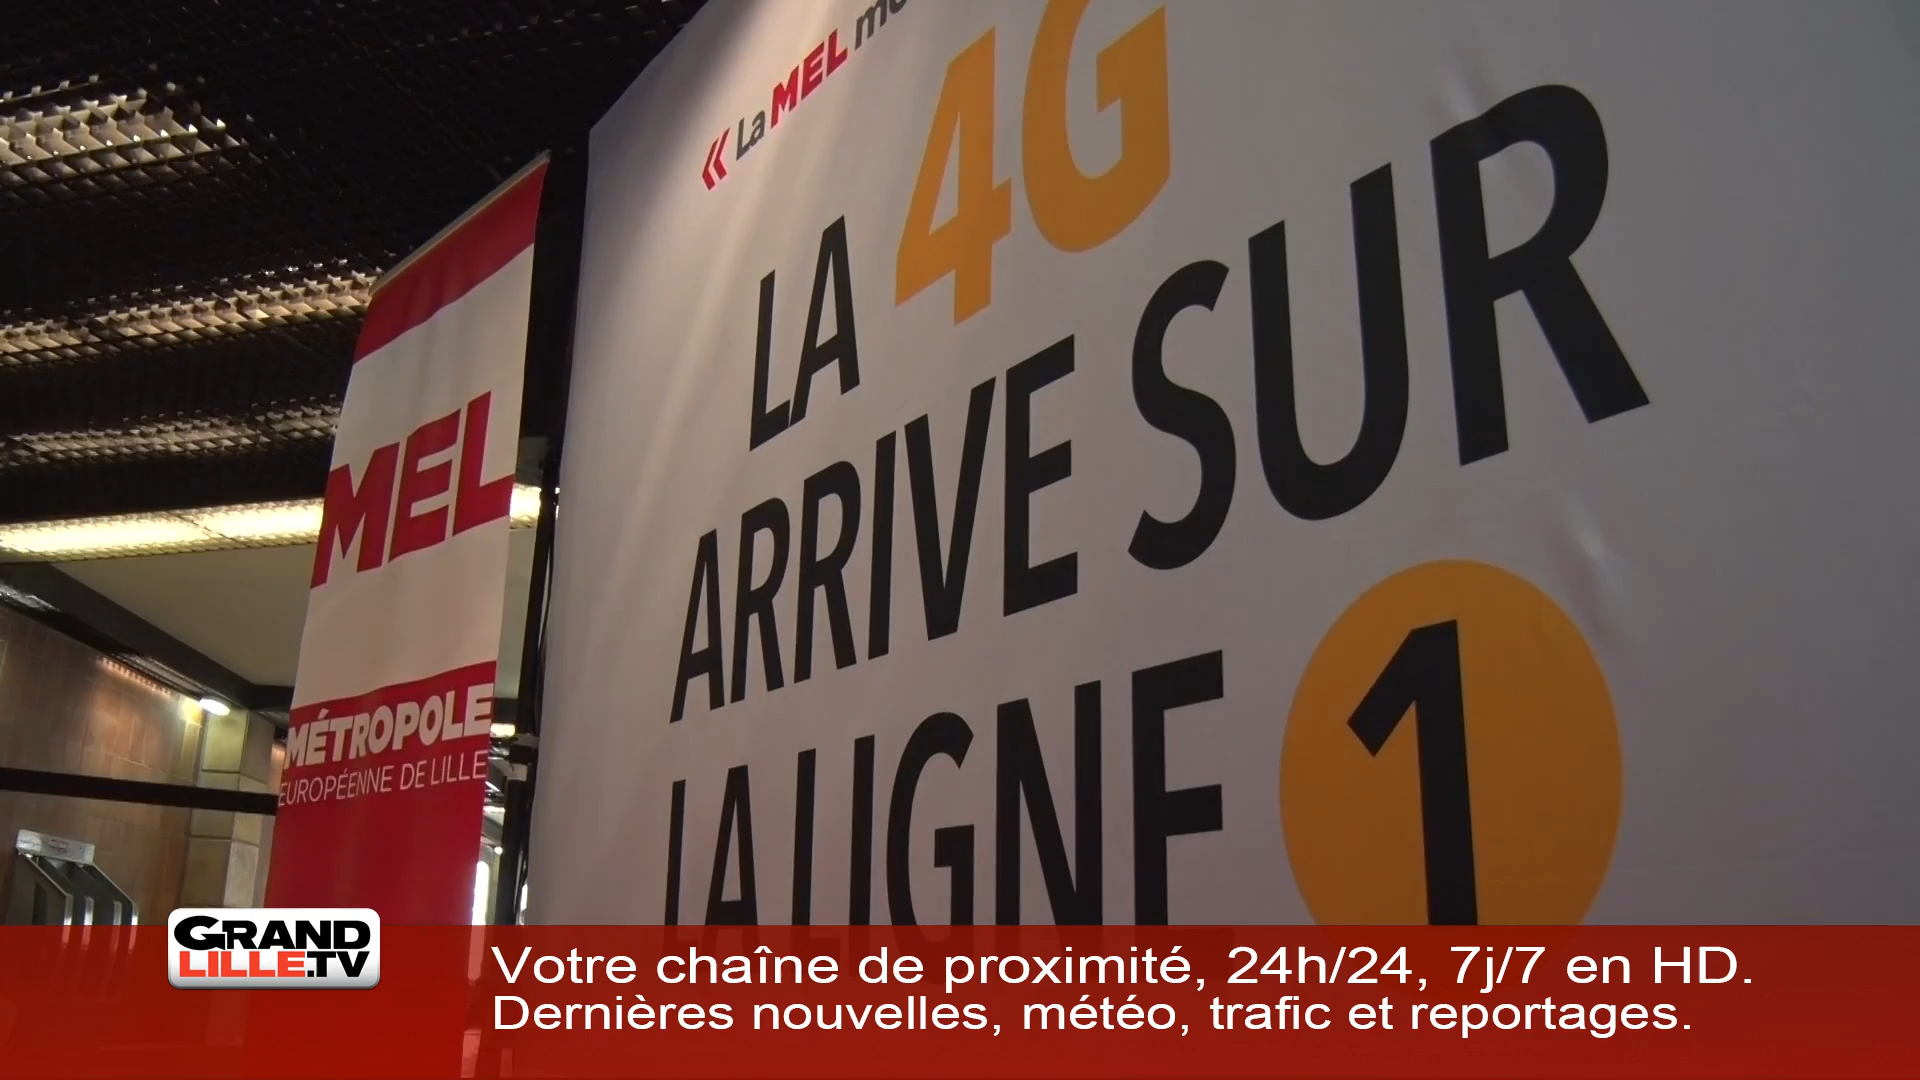 « La MEL
LA 4G
ARRIVE SUR
LA LIGNE 1
MEL
MÉTROPOLE
EUROPÉENNE DE LILLE
GRAND
LILLE.TV
Votre chaîne de proximité, 24h/24, 7j/7 en HD.
Dernières nouvelles, météo, trafic et reportages.